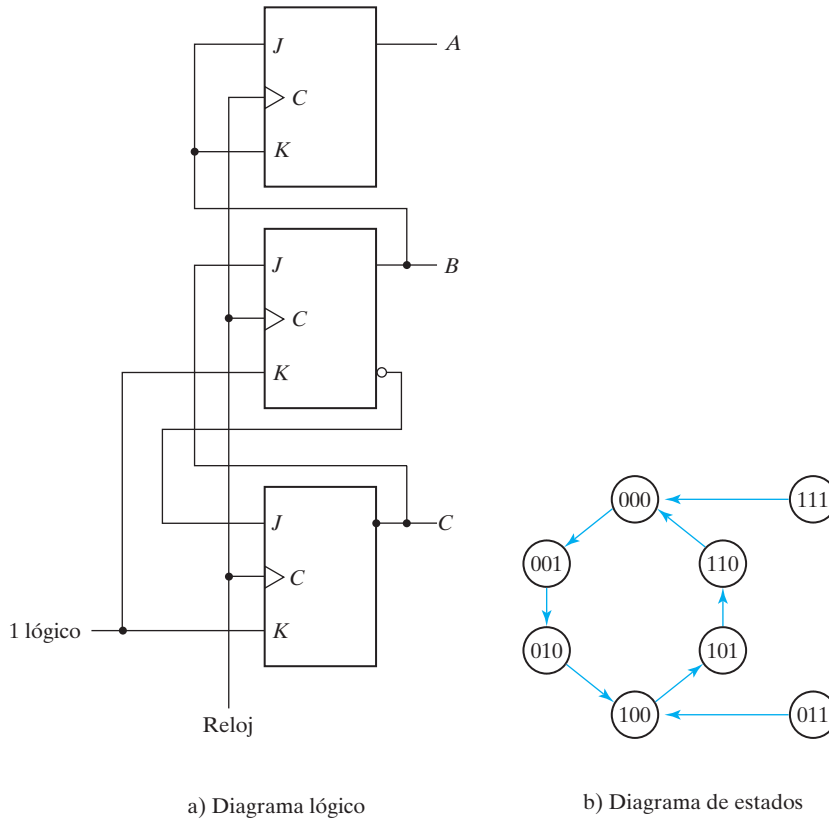 J
A
C
K
J
B
C
K
J
C
C
1 lógico
K
Reloj
000
111
001
110
010
101
100
011
a) Diagrama lógico
b) Diagrama de estados